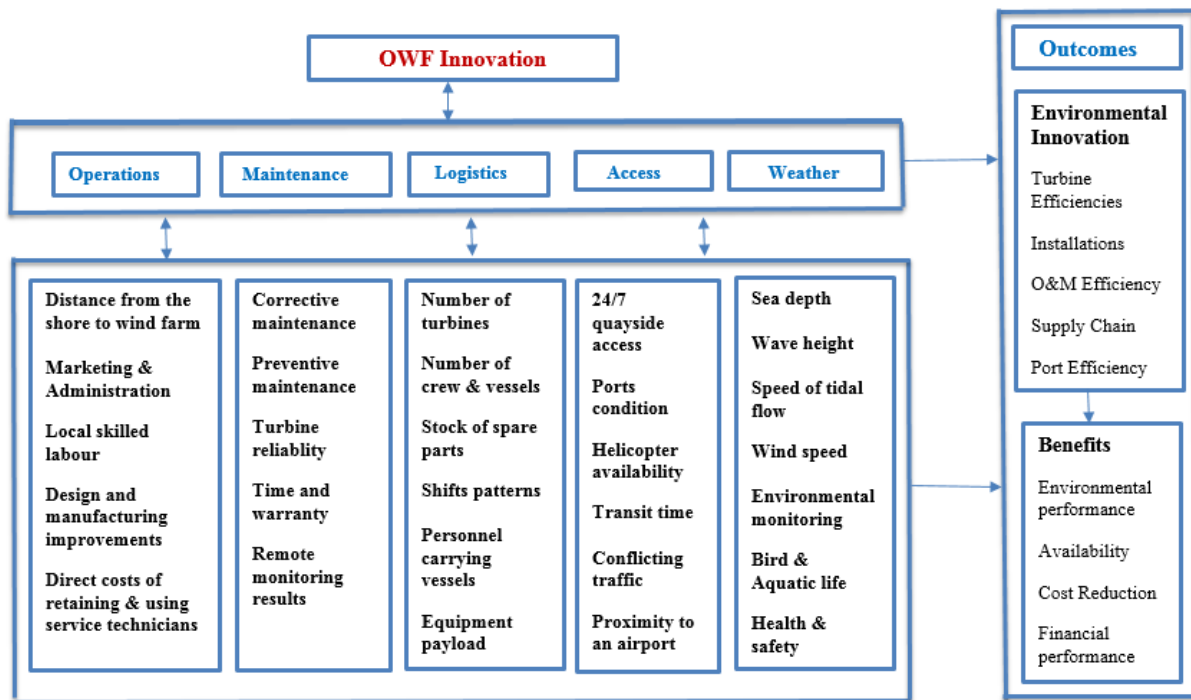 OWF Innovation
Operations
Maintenance
Logistics
Access
Weather
Distance from the
shore to wind farm
Marketing &
Administration
Local skilled
labour
Design and
manufacturing
improvements
Direct costs of
retaining & using
service technicians
Corrective
maintenance
Preventive
maintenance
Turbine
reliablity
Time and
warranty
Remote
monitoring
results
Number of
turbines
Number of
crew & vessels
Stock of spare
parts
Shifts patterns
Personnel
carrying
vessels
Equipment
payload
24/7
quayside
access
Ports
condition
Helicopter
availability
Transit time
Conflicting
traffic
Proximity to
an airport
Sea depth
Wave height
Speed of tidal
flow
Wind speed
Environmental
monitoring
Bird &
Aquatic life
Health &
safety
Outcomes
Environmental
Innovation
Turbine
Efficiencies
Installations
O&M Efficiency
Supply Chain
Port Efficiency
Benefits
Environmental
performance
Availability
Cost Reduction
Financial
performance